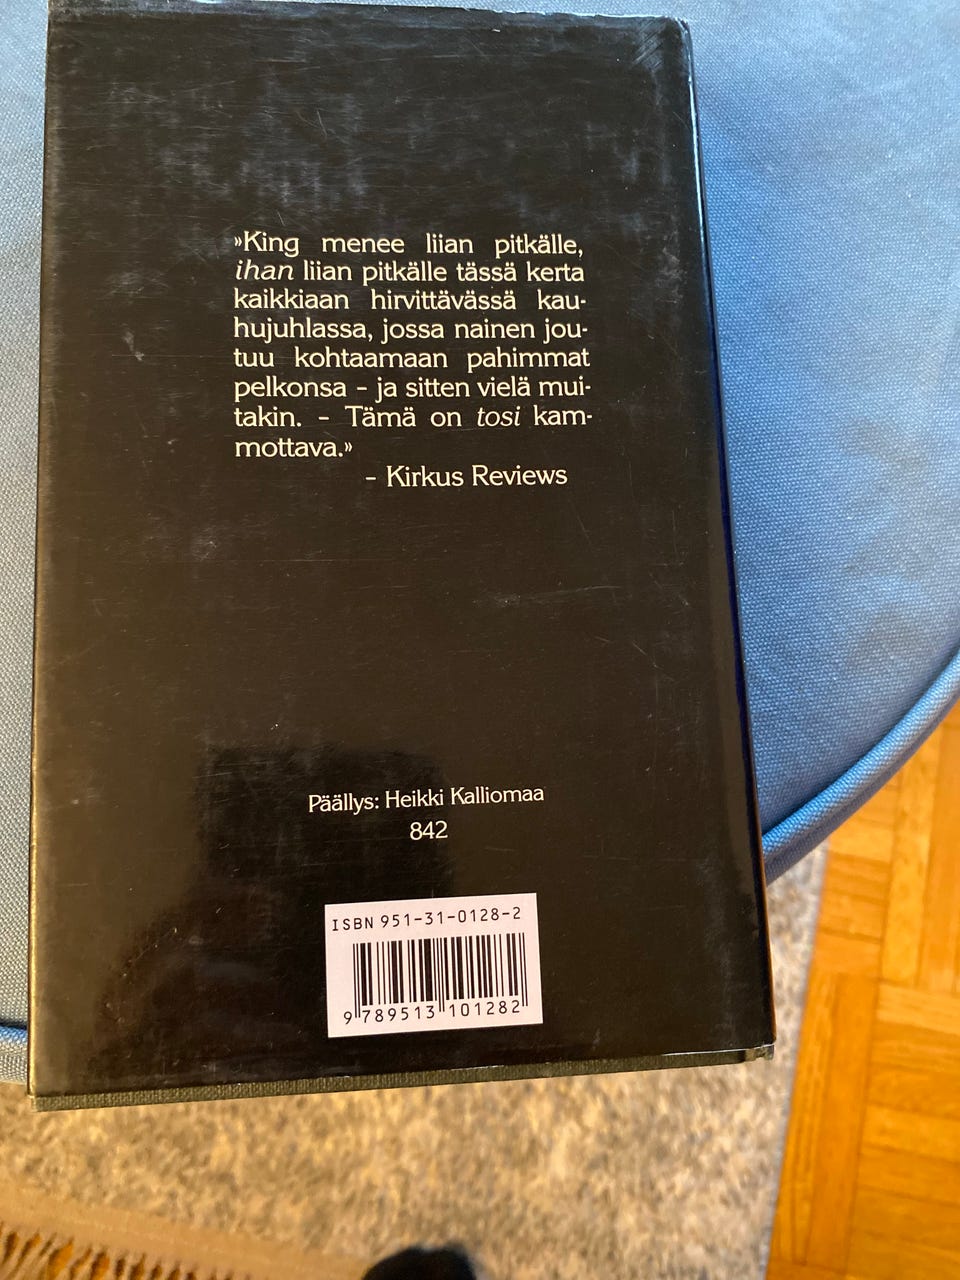 »King menee liian pitkälle,
ihan liian pitkälle tässä kerta
kaikkiaan hirvittävässä kau-
hujuhlassa, jossa nainen jou-
tuu kohtaamaan pahimmat
pelkonsa - ja sitten vielä mui-
takin. - Tämä on tosi kam-
mottava.»
- Kirkus Reviews
Päällys: Heikki Kalliomaa
842
ISBN 951-31-0128-2
9 789513 101282